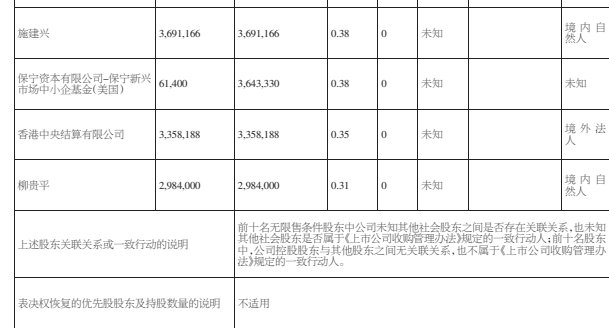 施建兴 3,691,166 3,691,166 0.38 0 未知 境内自
然人
保宁资本有限公司-保宁新兴
市场中小企基金(美国) 61,400 3,643,330 0.38 0 未知 未知
香港中央结算有限公司 3,358,188 3,358,188 0.35 0 未知 境外法
人
柳贵平 2,984,000 2,984,000 0.31 0 未知 境内自
然人
上述股东关联关系或一致行动的说明
前十名无限售条件股东中公司未知其他社会股东之间是否存在关联关系,也未知
其他社会股东是否属于《上市公司收购管理办法》规定的一致行动人;前十名股东
中,公司控股股东与其他股东之间无关联关系,也不属于《上市公司收购管理办
法》规定的一致行动人。
表决权恢复的优先股股东及持股数量的说明 不适用